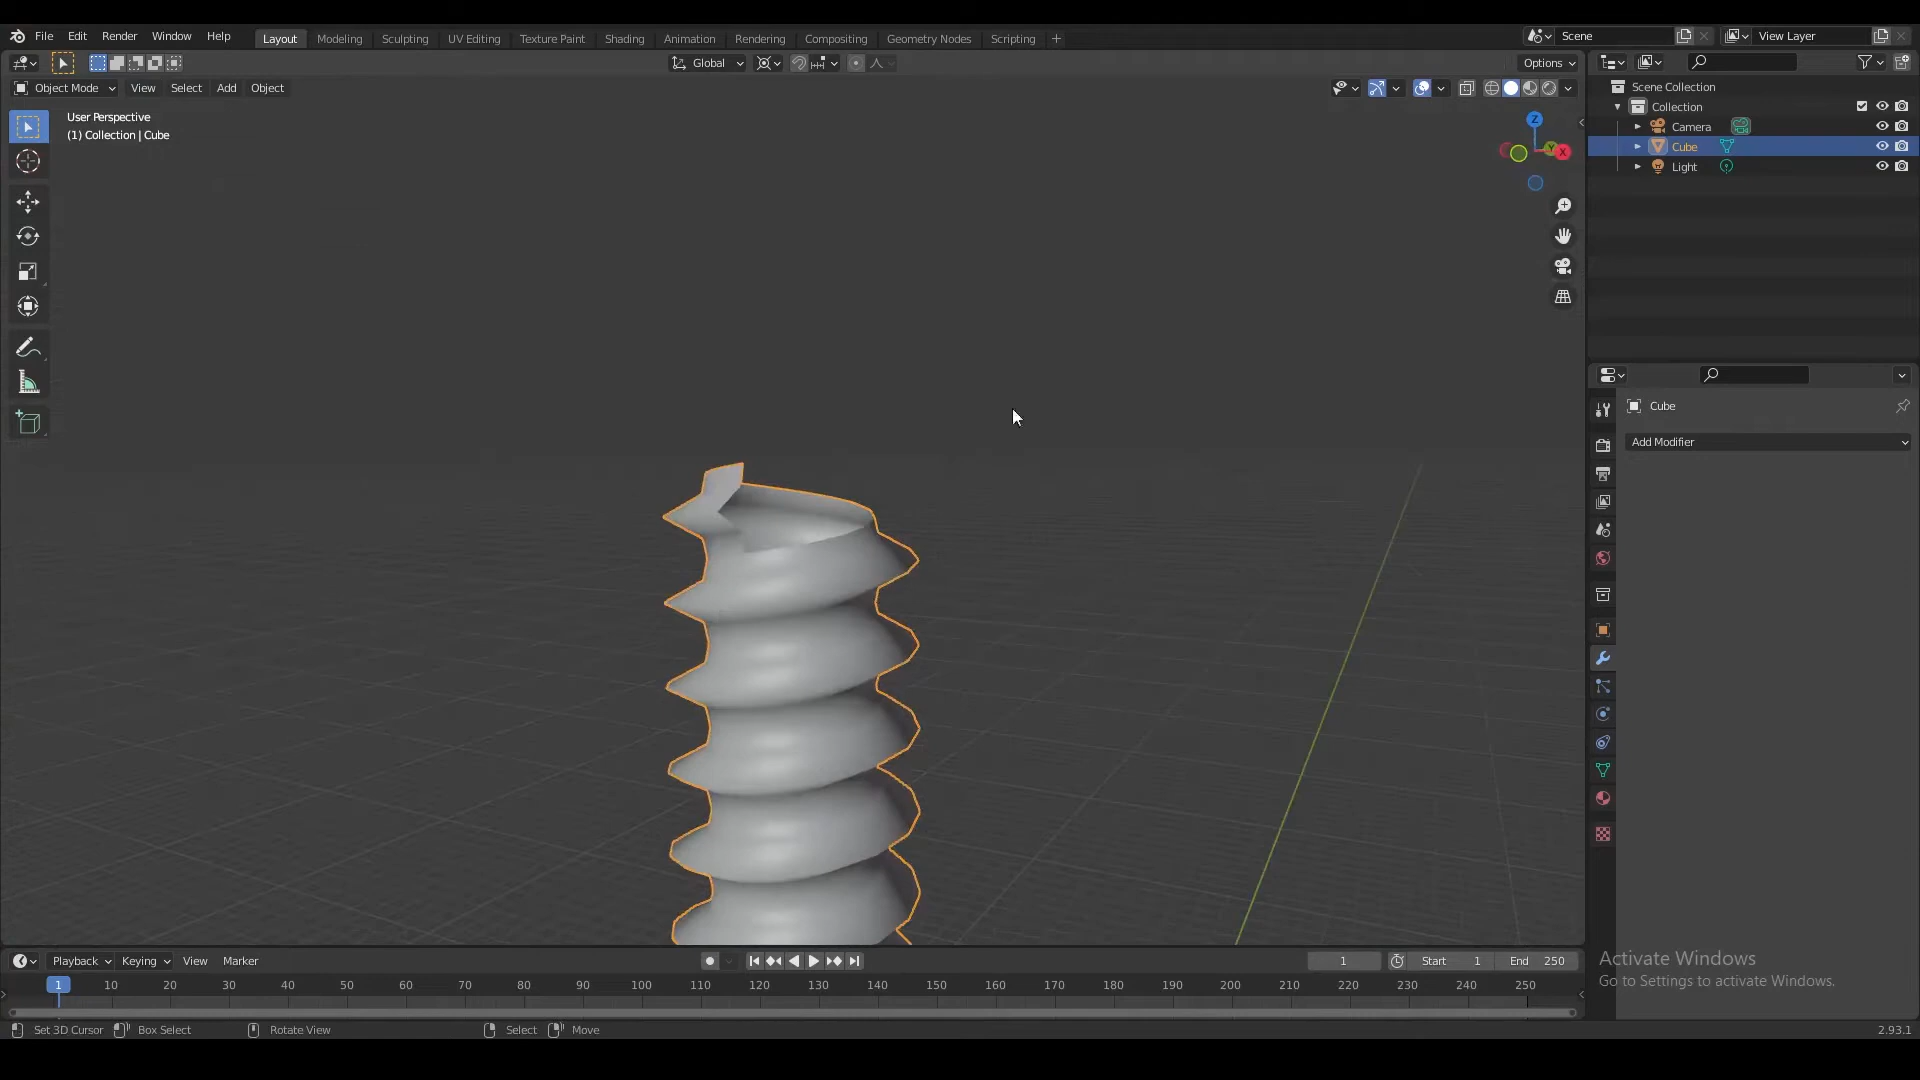 File Edit Render Window Help
Layout Modeling Sculpting UV Editing Texture Paint Shading Animation Rendering Compositing Geometry Nodes Scripting +
Scene
View Layer
Global
Options
Object Mode View Select Add Object
User Perspective
(1) Collection | Cube
Z
Y
X
Scene Collection
Collection
Camera
Cube
Light
Cube
Add Modifier
Activate Windows
Go to Settings to activate Windows.
Playback Keying View Marker
1
Start 1
End 250
1 10 20 30 40 50 60 70 80 90 100 110 120 130 140 150 160 170 180 190 200 210 220 230 240 250
Set 3D Cursor Box Select Rotate View Select Move
2.93.1